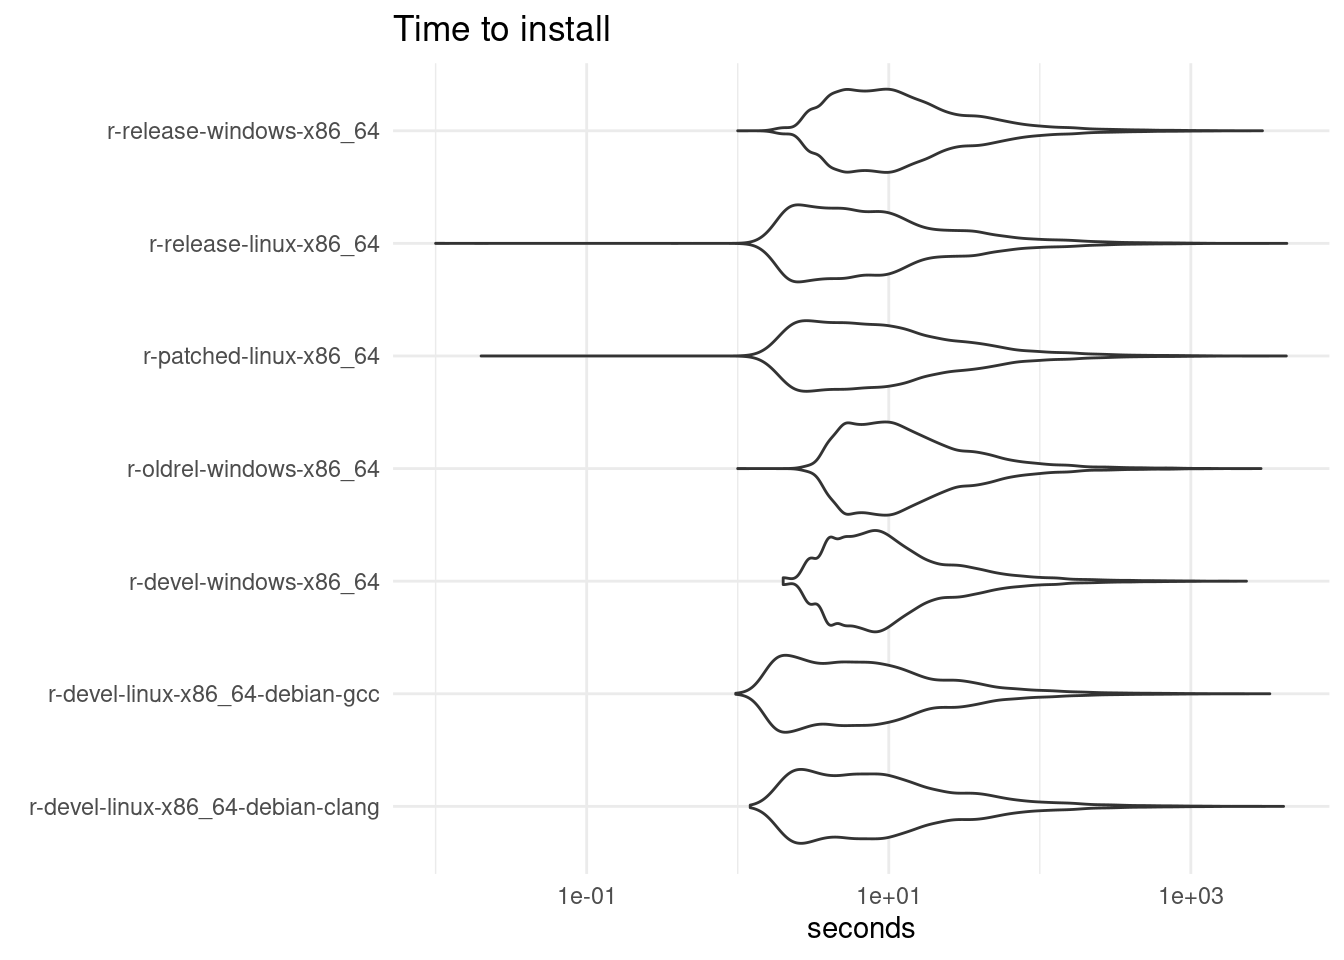 Time to install
r-release-windows-x86_64
r-release-linux-x86_64
r-patched-linux-x86_64
r-oldrel-windows-x86_64
r-devel-windows-x86_64
r-devel-linux-x86_64-debian-gcc
r-devel-linux-x86_64-debian-clang
1e-01 1e+01 1e+03
seconds